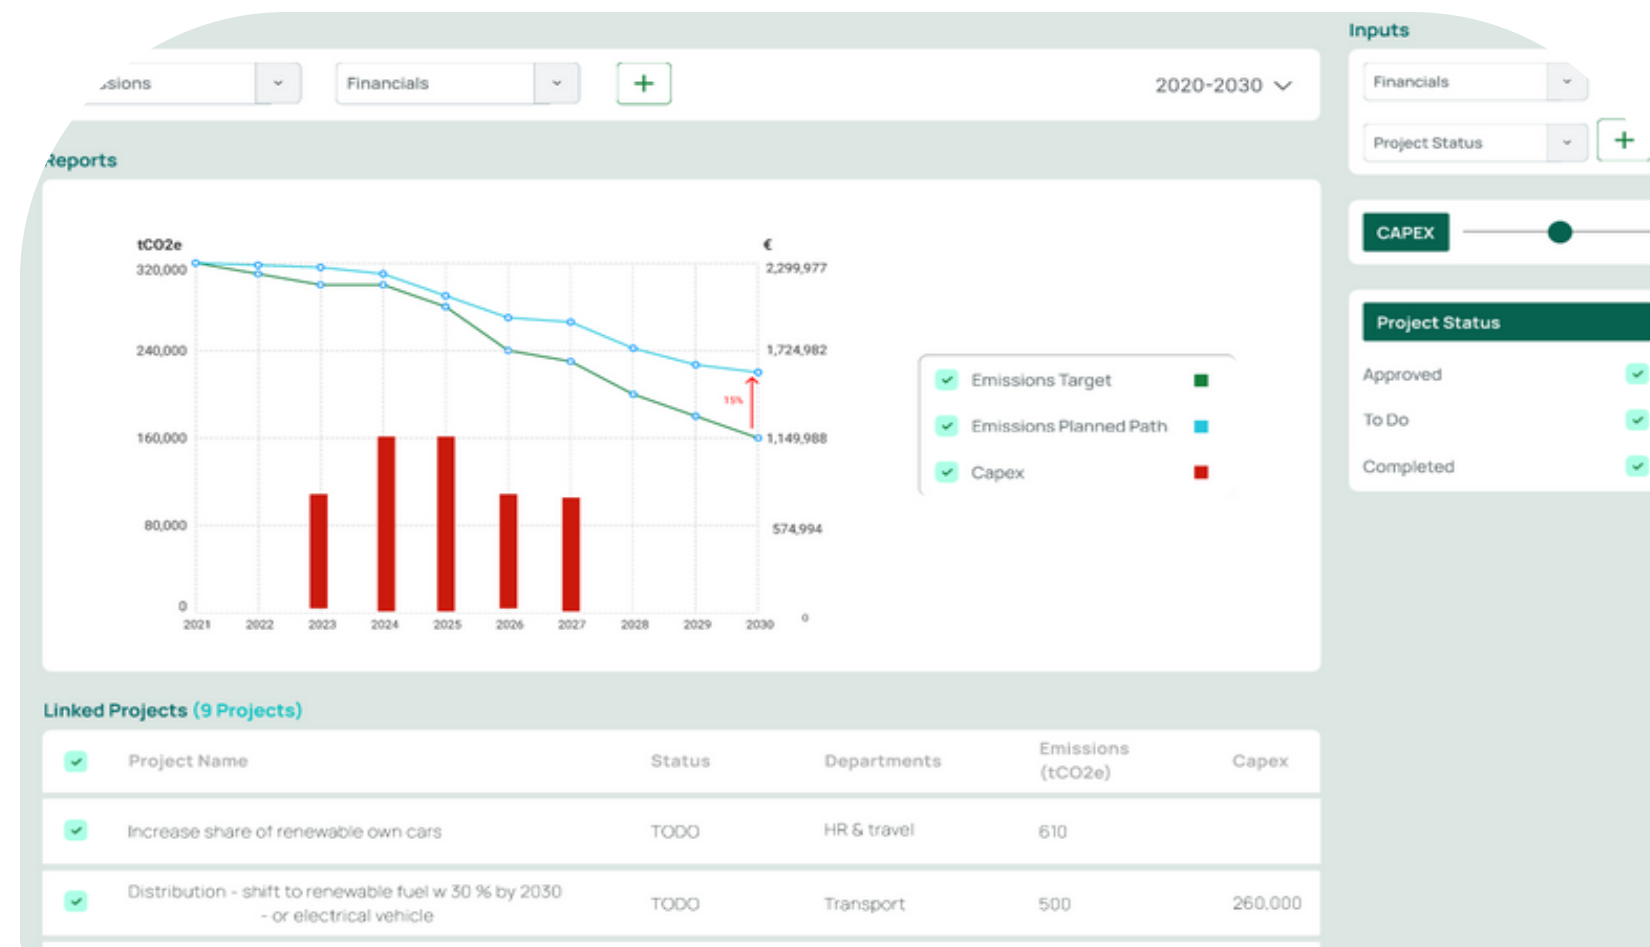 Inputs
Financials
2020-2030
Financials
Project Status
Reports
CAPEX
tCO2e
€
320,000
2,299,977
240,000
1,724,982
15%
160,000
1,149,988
80,000
574,994
0
0
2021 2022 2023 2024 2025 2026 2027 2028 2029 2030
Emissions Target
Emissions Planned Path
Capex
Project Status
Approved
To Do
Completed
Linked Projects (9 Projects)
Project Name Status Departments Emissions (tCO2e) Capex
Increase share of renewable own cars TODO HR & travel 610
Distribution - shift to renewable fuel w 30 % by 2030
- or electrical vehicle
TODO Transport 500 260,000